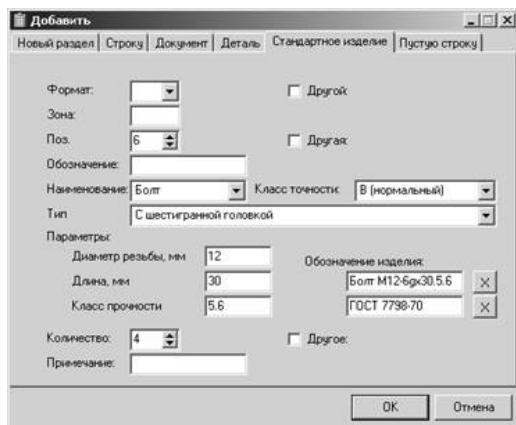 Добавить
Новый раздел Строку Документ Деталь Стандартное изделие Пустую строку
Формат: Другой:
Зона:
Поз. 6 Другая:
Обозначение:
Наименование: Болт Класс точности: В (нормальный)
Тип С шестигранной головкой
Параметры:
Диаметр резьбы, мм 12 Обозначение изделия:
Длина, мм 30 Болт М12-6gх30.5.6 X
Класс прочности 5.6 ГОСТ 7798-70 X
Количество: 4 Другое:
Примечание:
OK Отмена